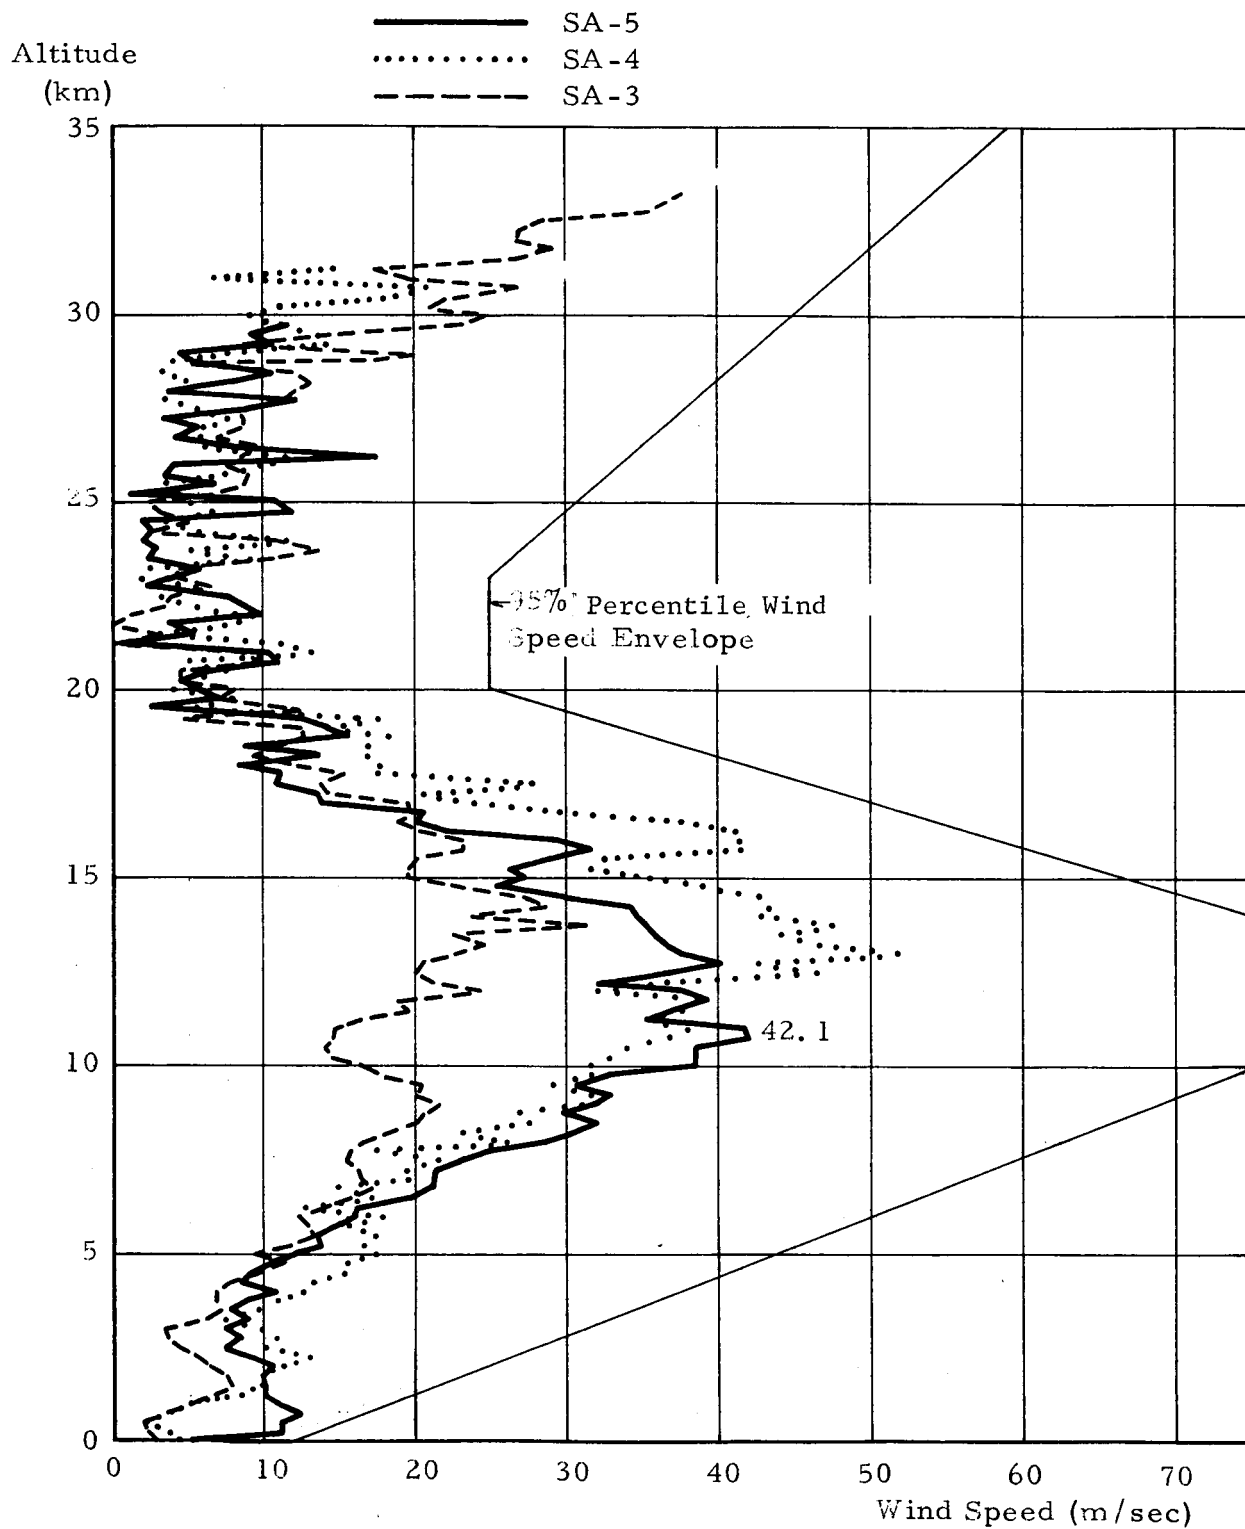 SA-5
Altitude
SA-4
(km)
SA-3
35
30
25
95% Percentile Wind
Speed Envelope
20
15
42.1
10
5
0
0 10 20 30 40 50 60 70
Wind Speed (m/sec)